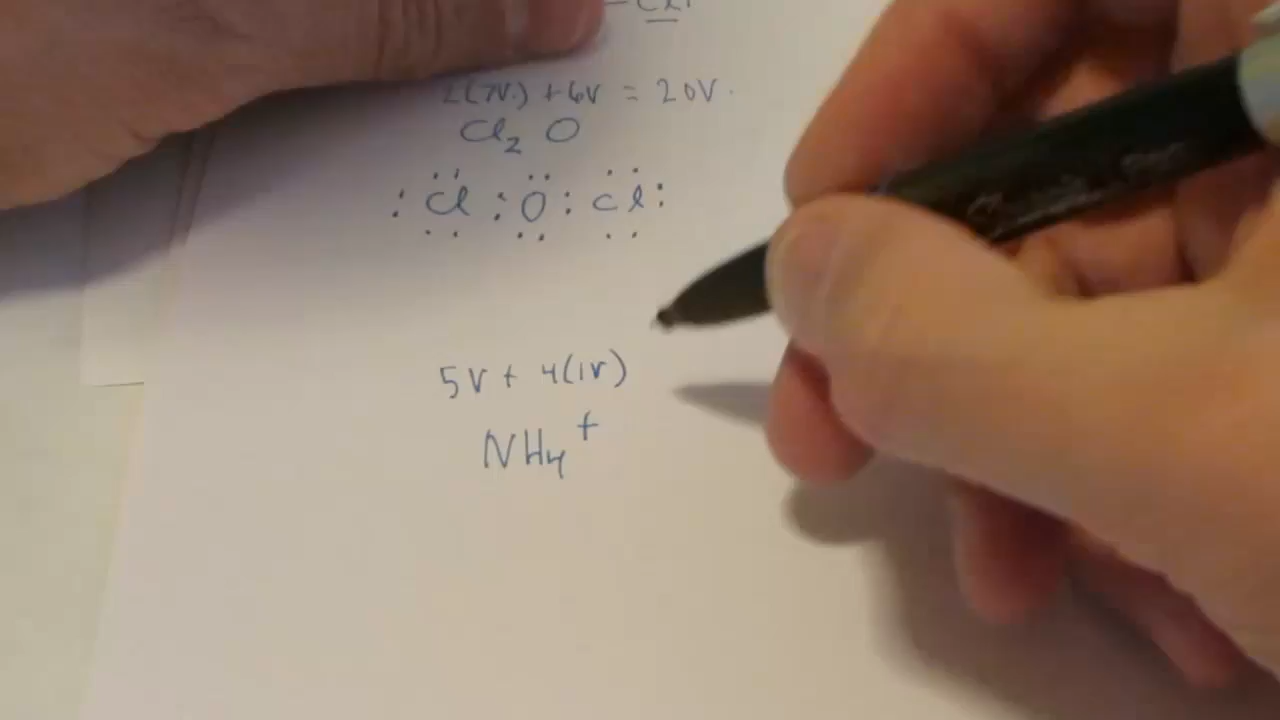 2(7V.) + 6V = 20V.
Cl₂ O
: Cl : O : Cl :
5V + 4(1V)
NH₄⁺